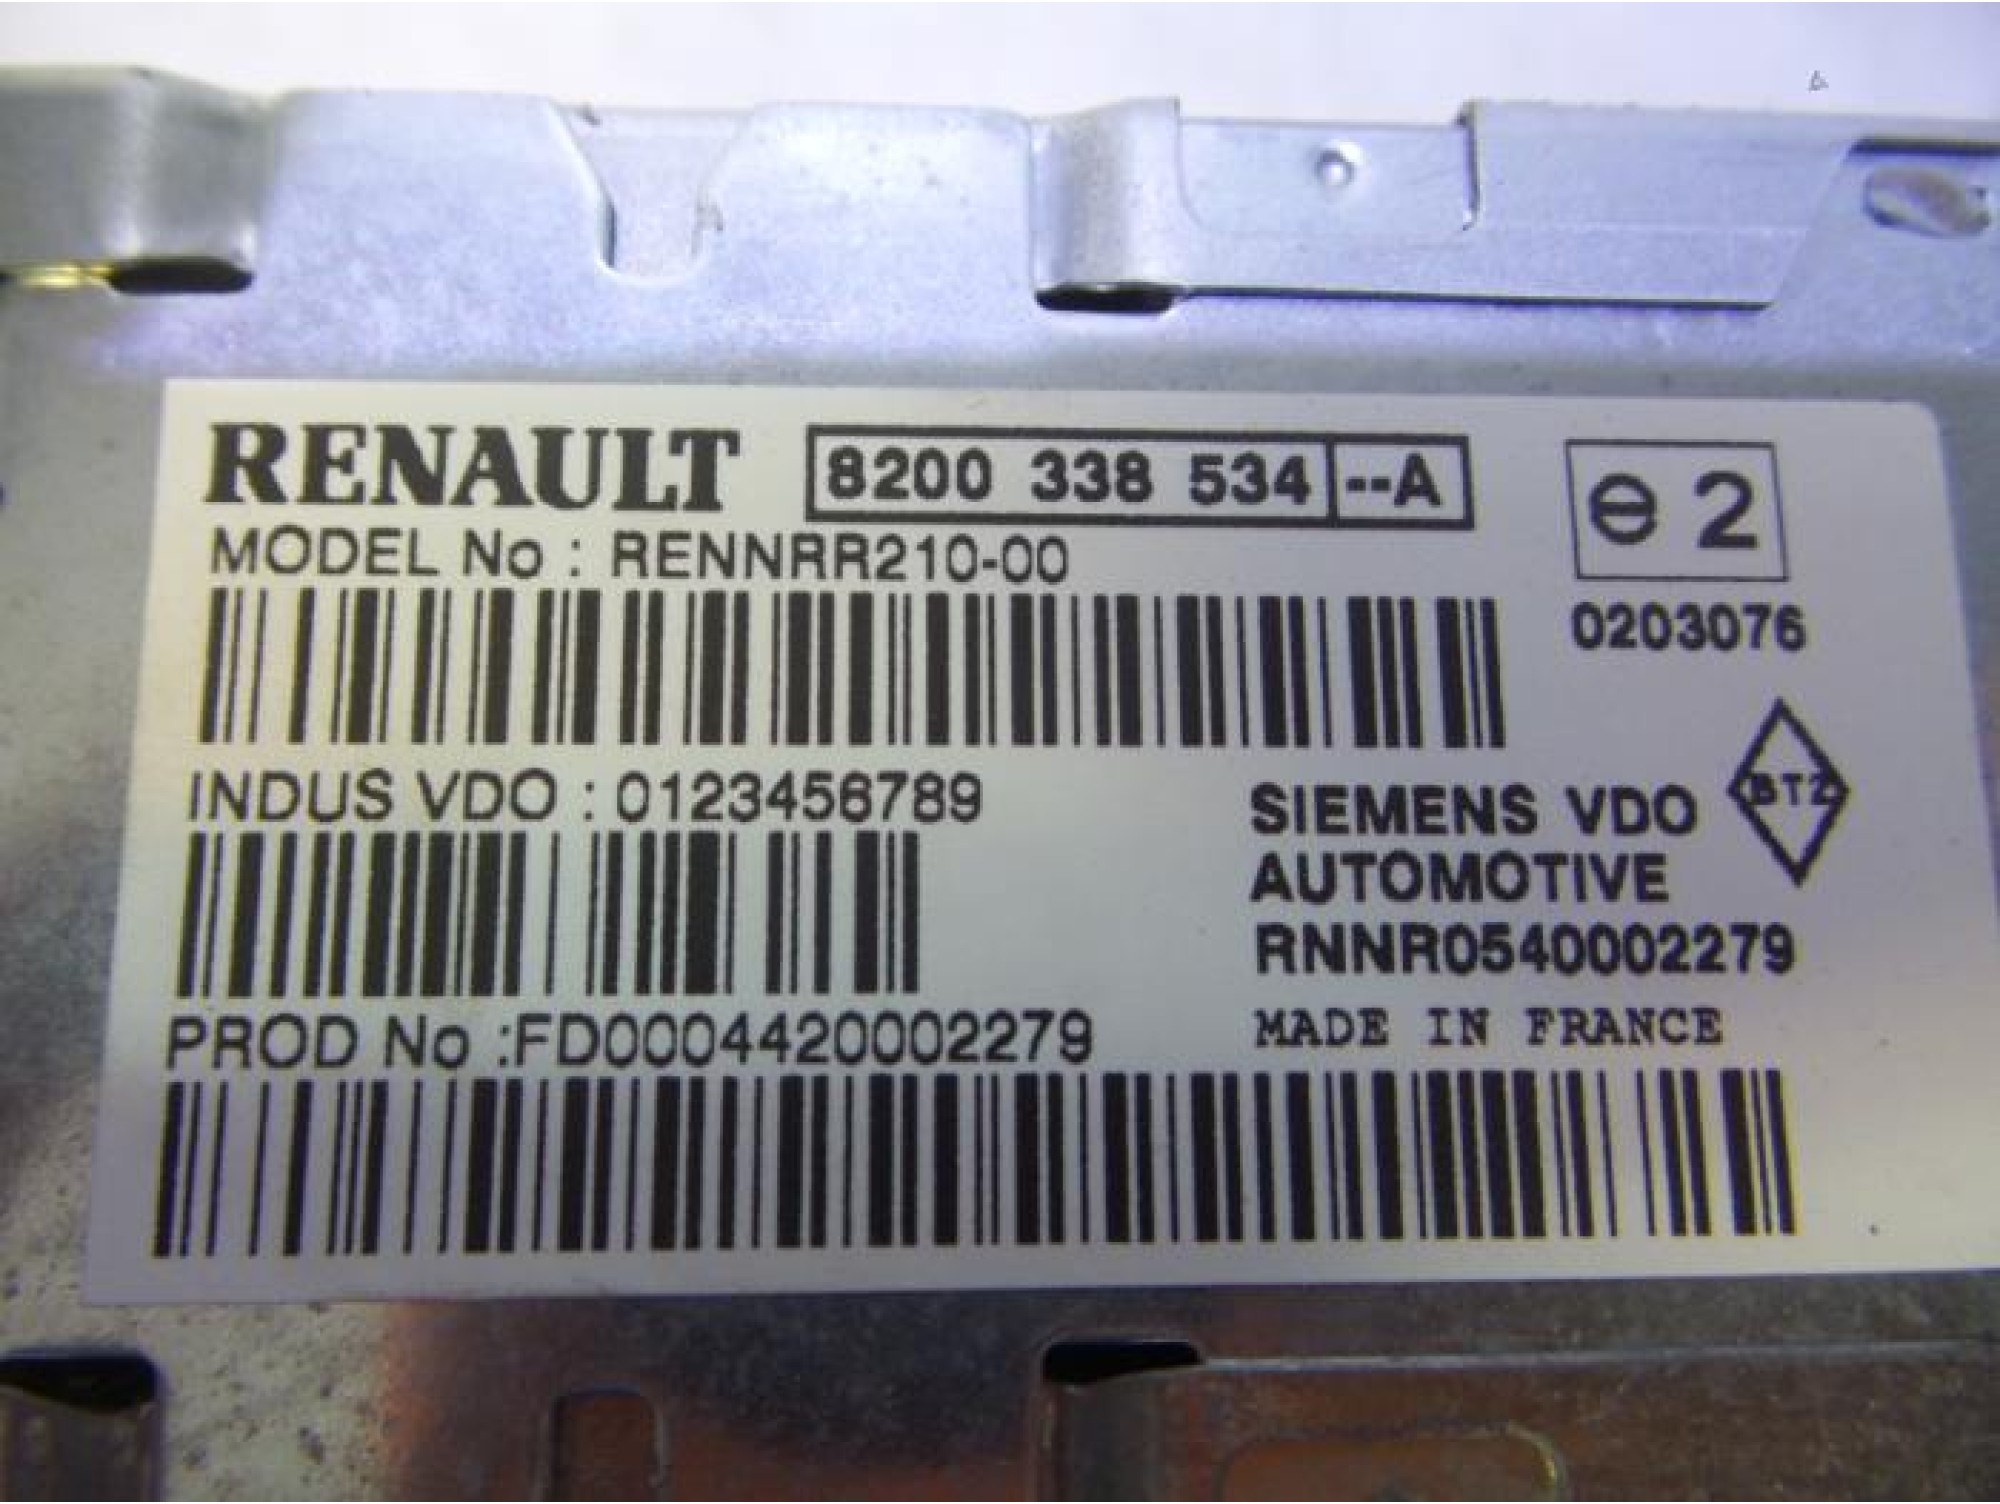 RENAULT 8200 338 534 --A
e 2
MODEL No : RENNRR210-00
0203076
INDUS VDO : 0123456789
SIEMENS VDO
BTZ
AUTOMOTIVE
RNNR0540002279
PROD No :FD0004420002279
MADE IN FRANCE